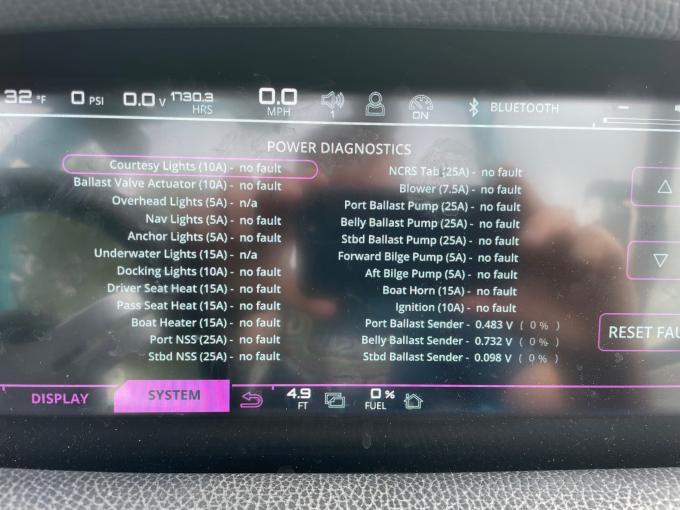 32 °F 0 PSI 0.0 V 1730.3 HRS 0.0 MPH 1 ON BLUETOOTH
POWER DIAGNOSTICS
Courtesy Lights (10A) - no fault
Ballast Valve Actuator (10A) - no fault
Overhead Lights (5A) - n/a
Nav Lights (5A) - no fault
Anchor Lights (5A) - no fault
Underwater Lights (15A) - n/a
Docking Lights (10A) - no fault
Driver Seat Heat (15A) - no fault
Pass Seat Heat (15A) - no fault
Boat Heater (15A) - no fault
Port NSS (25A) - no fault
Stbd NSS (25A) - no fault
NCRS Tab (25A) - no fault
Blower (7.5A) - no fault
Port Ballast Pump (25A) - no fault
Belly Ballast Pump (25A) - no fault
Stbd Ballast Pump (25A) - no fault
Forward Bilge Pump (5A) - no fault
Aft Bilge Pump (5A) - no fault
Boat Horn (15A) - no fault
Ignition (10A) - no fault
Port Ballast Sender - 0.483 V ( 0 % )
Belly Ballast Sender - 0.732 V ( 0 % )
Stbd Ballast Sender - 0.098 V ( 0 % )
RESET FAU
DISPLAY SYSTEM 4.9 FT 0 % FUEL